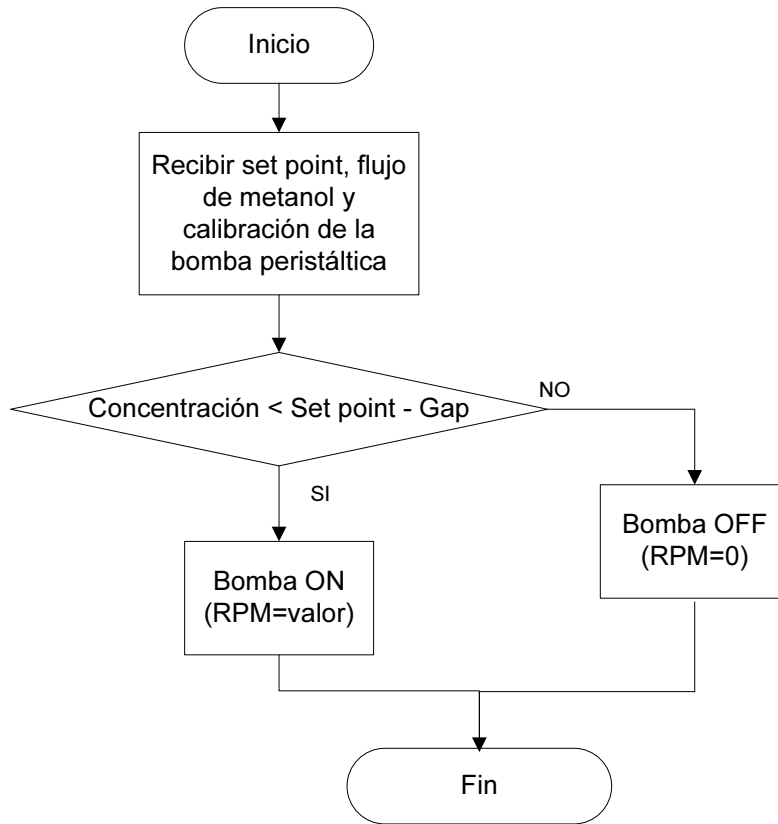 Inicio
Recibir set point, flujo
de metanol y
calibración de la
bomba peristáltica
Concentración < Set point - Gap
NO
SI
Bomba OFF
(RPM=0)
Bomba ON
(RPM=valor)
Fin